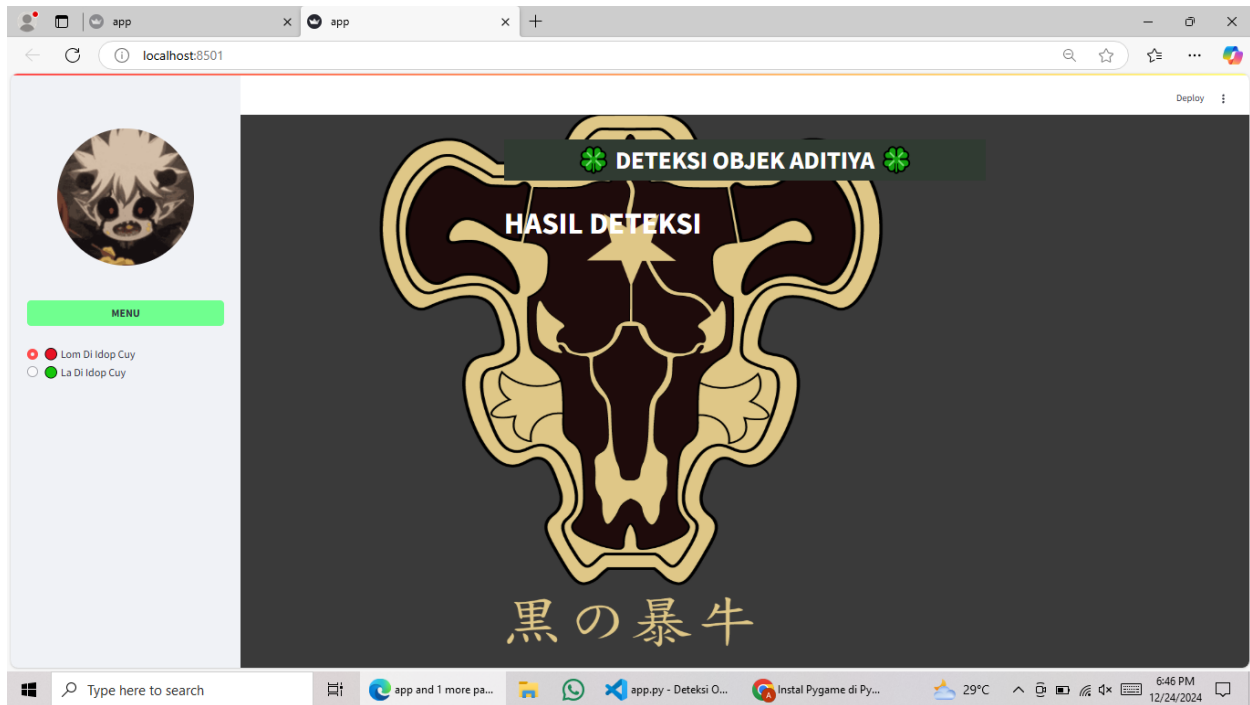 app
app
localhost:8501
Deploy
🍀 DETEKSI OBJEK ADITIYA 🍀
HASIL DETEKSI
MENU
Lom Di Idop Cuy
La Di Idop Cuy
黒の暴牛
Type here to search
app and 1 more pa...
app.py - Deteksi O...
Instal Pygame di Py...
29°C
6:46 PM
12/24/2024